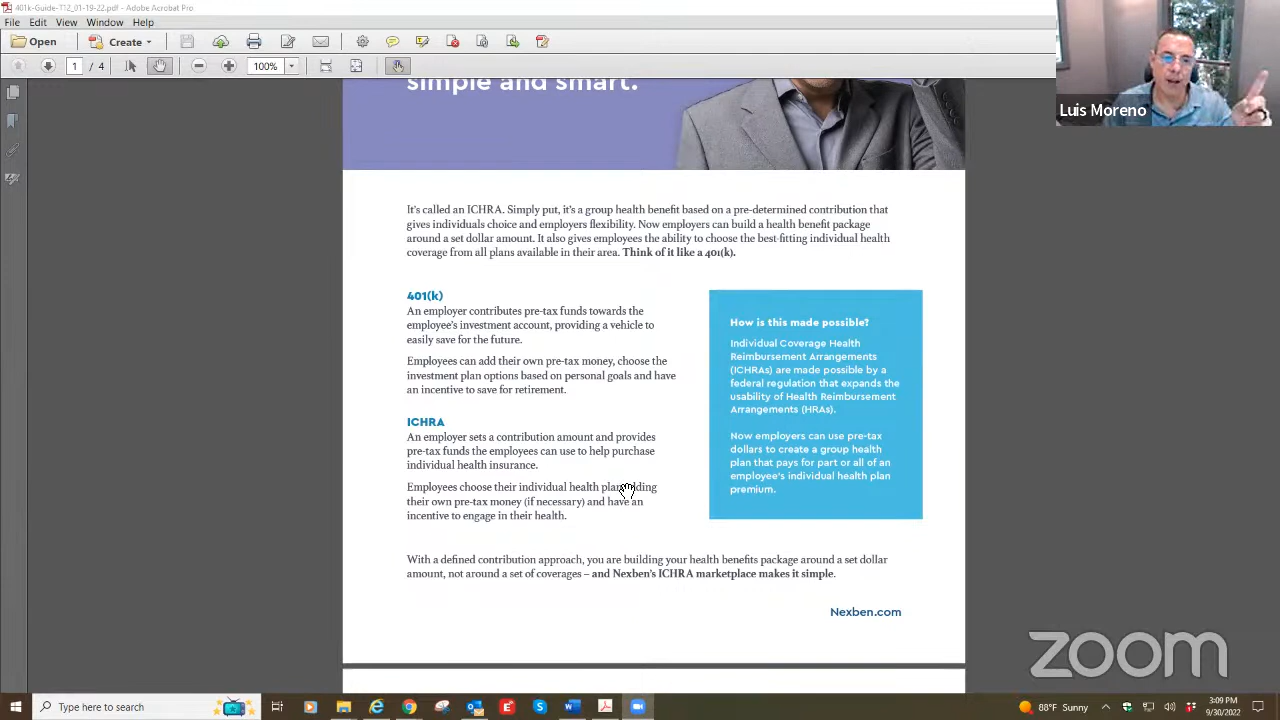 401k-Guide-T12_01-19-22.pdf - Adobe Acrobat Pro
File Edit View Window Help
Open Create
1 / 4 100%
Luis Moreno
simple and smart.
It's called an ICHRA. Simply put, it's a group health benefit based on a pre-determined contribution that
gives individuals choice and employers flexibility. Now employers can build a health benefit package
around a set dollar amount. It also gives employees the ability to choose the best-fitting individual health
coverage from all plans available in their area. Think of it like a 401(k).
401(k)
An employer contributes pre-tax funds towards the
employee's investment account, providing a vehicle to
easily save for the future.
Employees can add their own pre-tax money, choose the
investment plan options based on personal goals and have
an incentive to save for retirement.
ICHRA
An employer sets a contribution amount and provides
pre-tax funds the employees can use to help purchase
individual health insurance.
Employees choose their individual health plan
their own pre-tax money (if necessary) and have an
incentive to engage in their health.
How is this made possible?
Individual Coverage Health
Reimbursement Arrangements
(ICHRAs) are made possible by a
federal regulation that expands the
usability of Health Reimbursement
Arrangements (HRAs).
Now employers can use pre-tax
dollars to create a group health
plan that pays for part or all of an
employee's individual health plan
premium.
With a defined contribution approach, you are building your health benefits package around a set dollar
amount, not around a set of coverages – and Nexben's ICHRA marketplace makes it simple.
Nexben.com
zoom
Type here to search
88°F Sunny
3:09 PM
9/30/2022